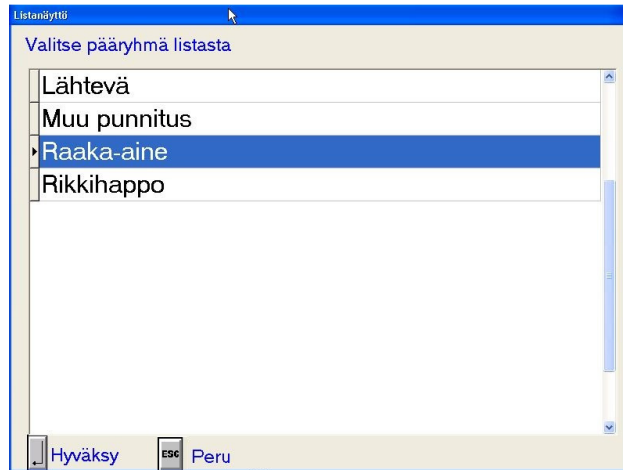 Listanäyttö
Valitse pääryhmä listasta
Lähtevä
Muu punnitus
Raaka-aine
Rikkihappo
Hyväksy ESC Peru